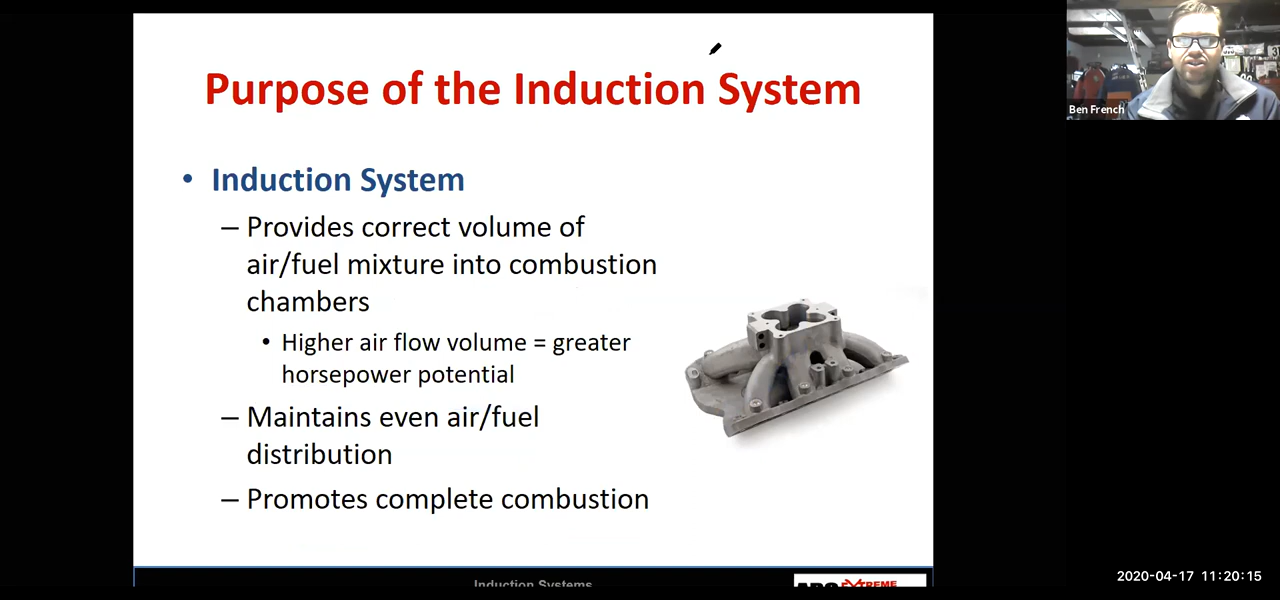 Purpose of the Induction System
• Induction System
– Provides correct volume of
air/fuel mixture into combustion
chambers
• Higher air flow volume = greater
horsepower potential
– Maintains even air/fuel
distribution
– Promotes complete combustion
Induction Systems
EXTREME
Ben French
2020-04-17 11:20:15